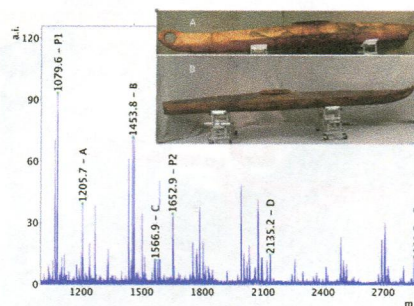 a.i.
A
B
120
90
60
30
0
1079.6 – P1
1205.7 – A
1453.8 – B
1566.9 – C
1652.9 – P2
2135.2 – D
1200 1500 1800 2100 2400 2700